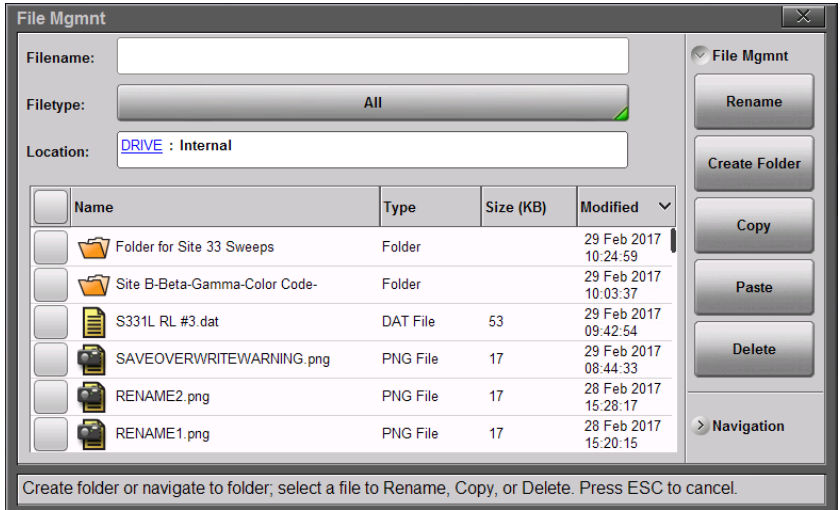 File Mgmnt
Filename:
Filetype:
All
Location:
DRIVE : Internal
Name Type Size (KB) Modified
Folder for Site 33 Sweeps Folder 29 Feb 2017
10:24:59
Site B-Beta-Gamma-Color Code- Folder 29 Feb 2017
10:03:37
S331L RL #3.dat DAT File 53 29 Feb 2017
09:42:54
SAVEOVERWRITEWARNING.png PNG File 17 29 Feb 2017
08:44:33
RENAME2.png PNG File 17 28 Feb 2017
15:28:17
RENAME1.png PNG File 17 28 Feb 2017
15:20:15
File Mgmnt
Rename
Create Folder
Copy
Paste
Delete
Navigation
Create folder or navigate to folder; select a file to Rename, Copy, or Delete. Press ESC to cancel.